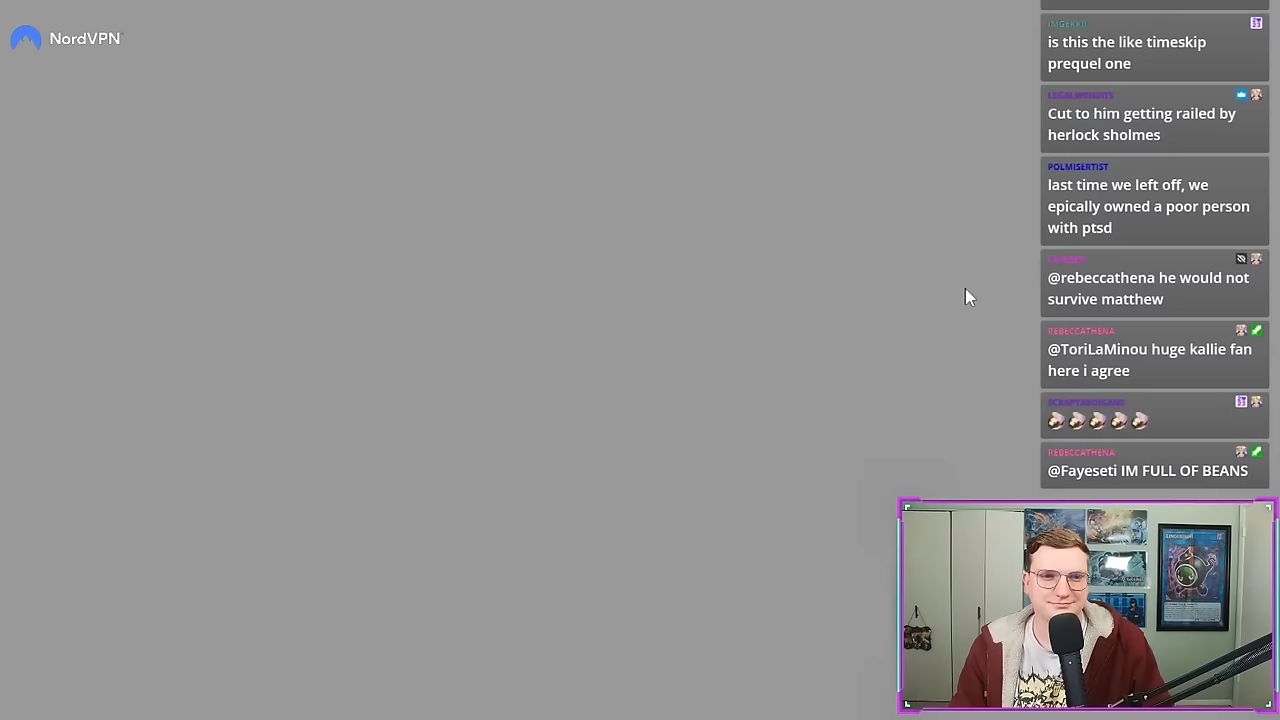 NordVPN
IMGEKKII
is this the like timeskip
prequel one
Cut to him getting railed by
herlock sholmes
POLMISERTIST
last time we left off, we
epically owned a poor person
with ptsd
@rebeccathena he would not
survive matthew
REBECCATHENA
@ToriLaMinou huge kallie fan
here i agree
REBECCATHENA
@Fayeseti IM FULL OF BEANS